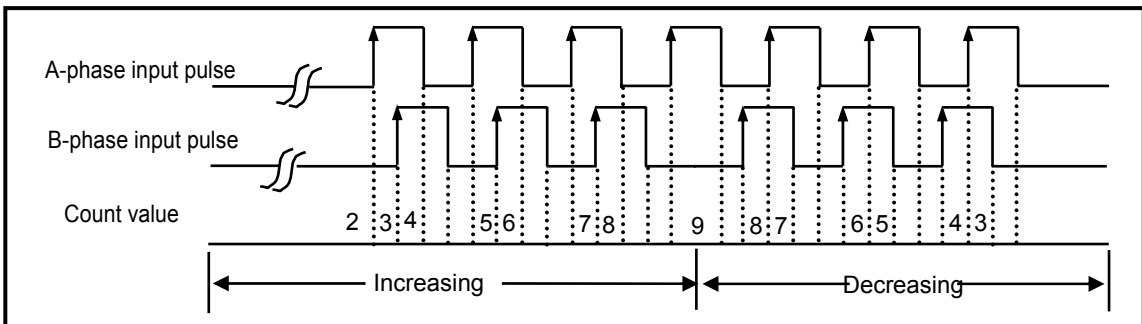 A-phase input pulse
B-phase input pulse
Count value 2 3 4 5 6 7 8 9 8 7 6 5 4 3
Increasing Decreasing